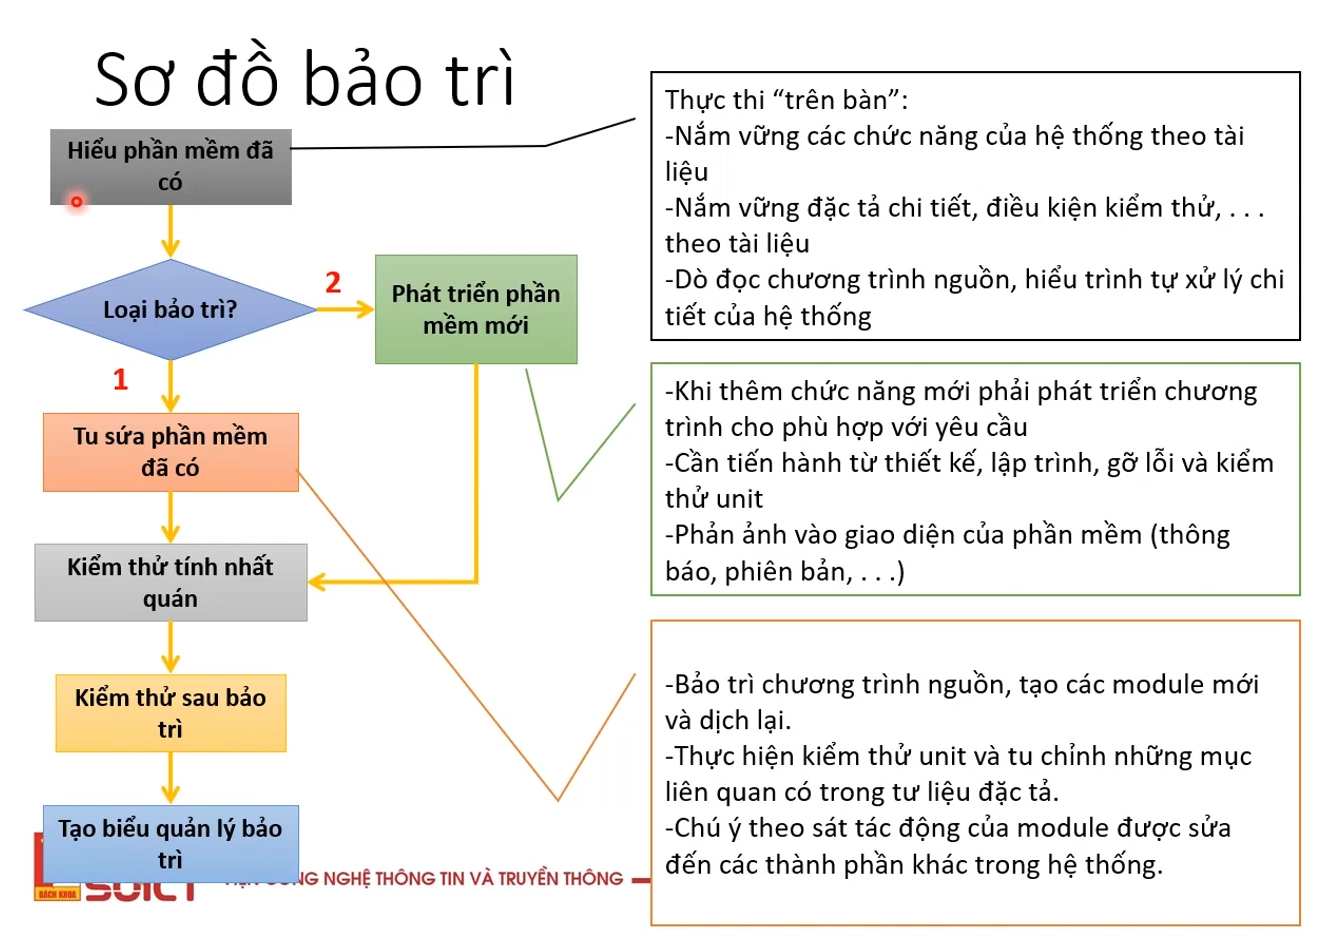 Sơ đồ bảo trì
Hiểu phần mềm đã
có
Loại bảo trì?
2
Phát triển phần
mềm mới
1
Tu sứa phần mềm
đã có
Kiểm thử tính nhất
quán
Kiểm thử sau bảo
trì
Tạo biểu quản lý bảo
trì
Thực thi “trên bàn”:
-Nắm vững các chức năng của hệ thống theo tài
liệu
-Nắm vững đặc tả chi tiết, điều kiện kiểm thử, . . .
theo tài liệu
-Dò đọc chương trình nguồn, hiểu trình tự xử lý chi
tiết của hệ thống
-Khi thêm chức năng mới phải phát triển chương
trình cho phù hợp với yêu cầu
-Cần tiến hành từ thiết kế, lập trình, gỡ lỗi và kiểm
thử unit
-Phản ảnh vào giao diện của phần mềm (thông
báo, phiên bản, . . .)
-Bảo trì chương trình nguồn, tạo các module mới
và dịch lại.
-Thực hiện kiểm thử unit và tu chỉnh những mục
liên quan có trong tư liệu đặc tả.
-Chú ý theo sát tác động của module được sửa
đến các thành phần khác trong hệ thống.
BÁCH KHOA
NGHỆ THÔNG TIN VÀ TRUYỀN THÔNG